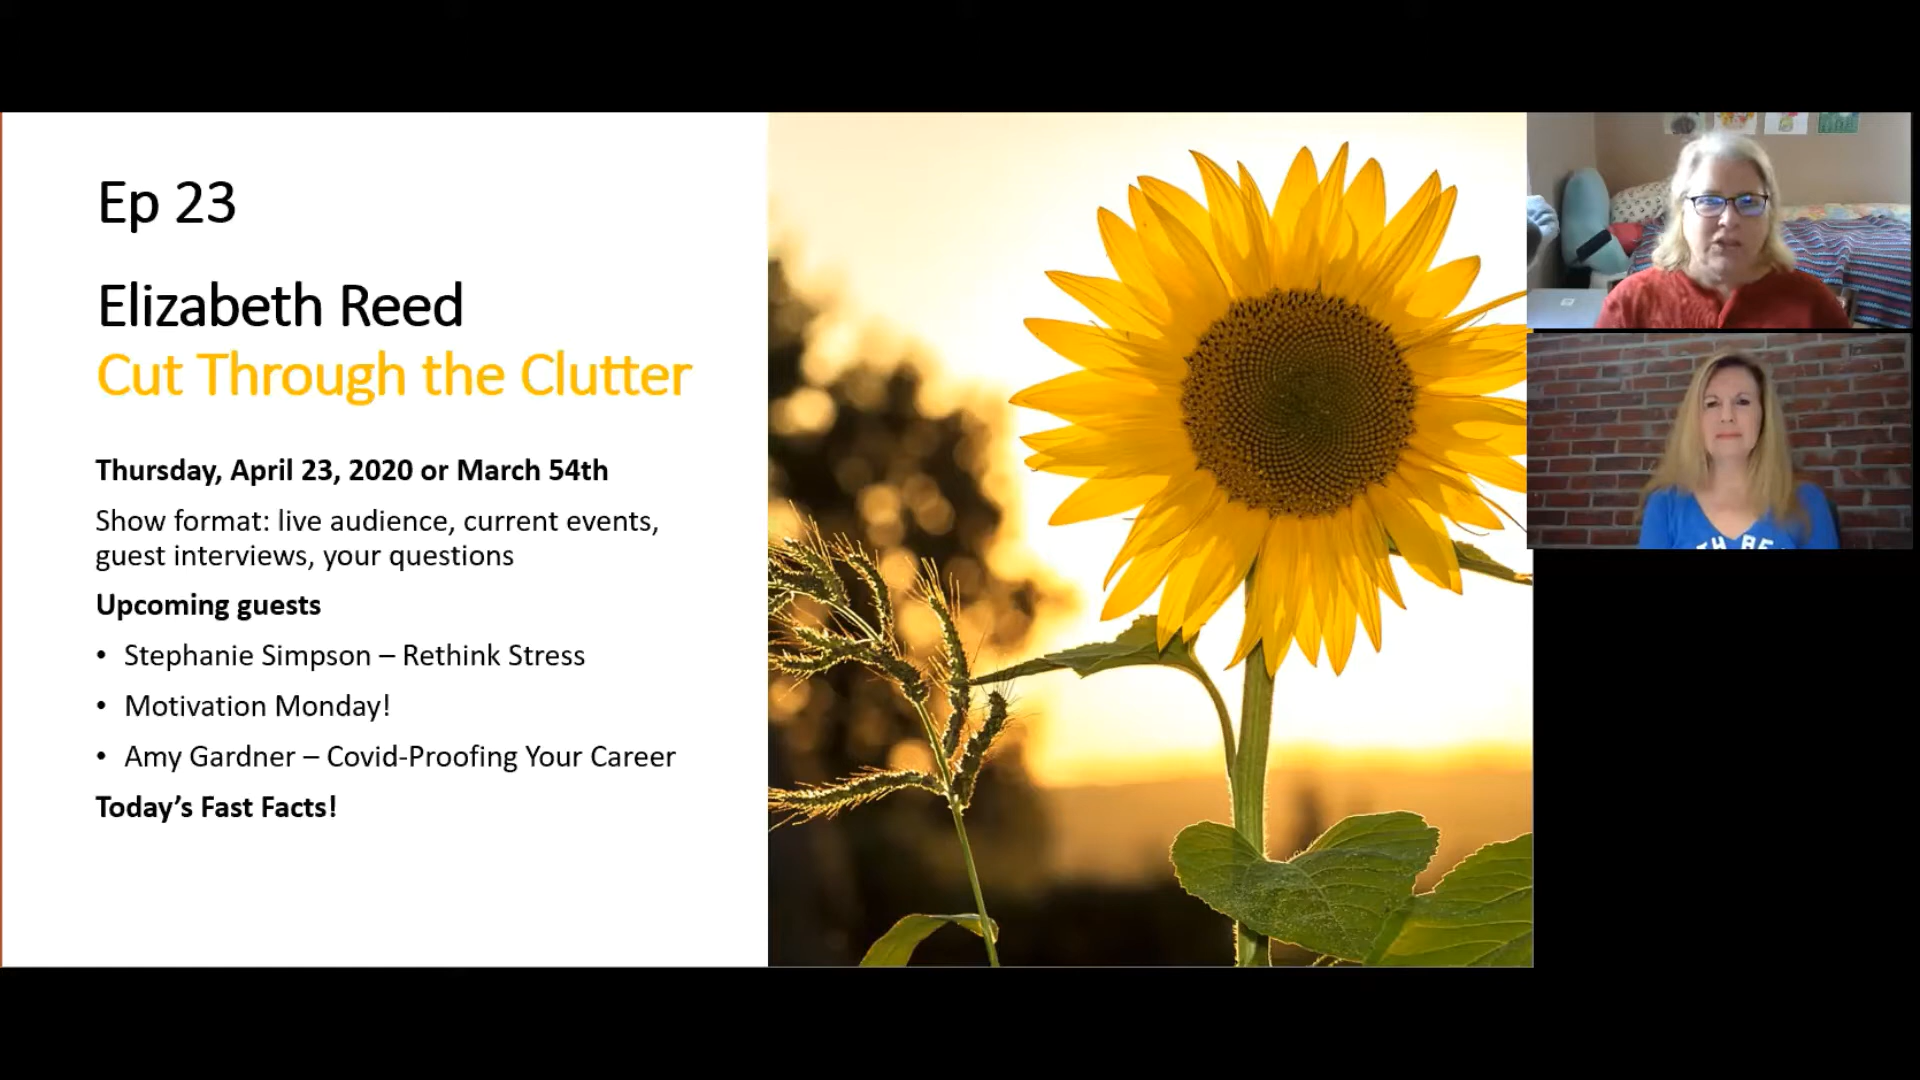 Ep 23
Elizabeth Reed
Cut Through the Clutter
Thursday, April 23, 2020 or March 54th
Show format: live audience, current events,
guest interviews, your questions
Upcoming guests
• Stephanie Simpson – Rethink Stress
• Motivation Monday!
• Amy Gardner – Covid-Proofing Your Career
Today’s Fast Facts!